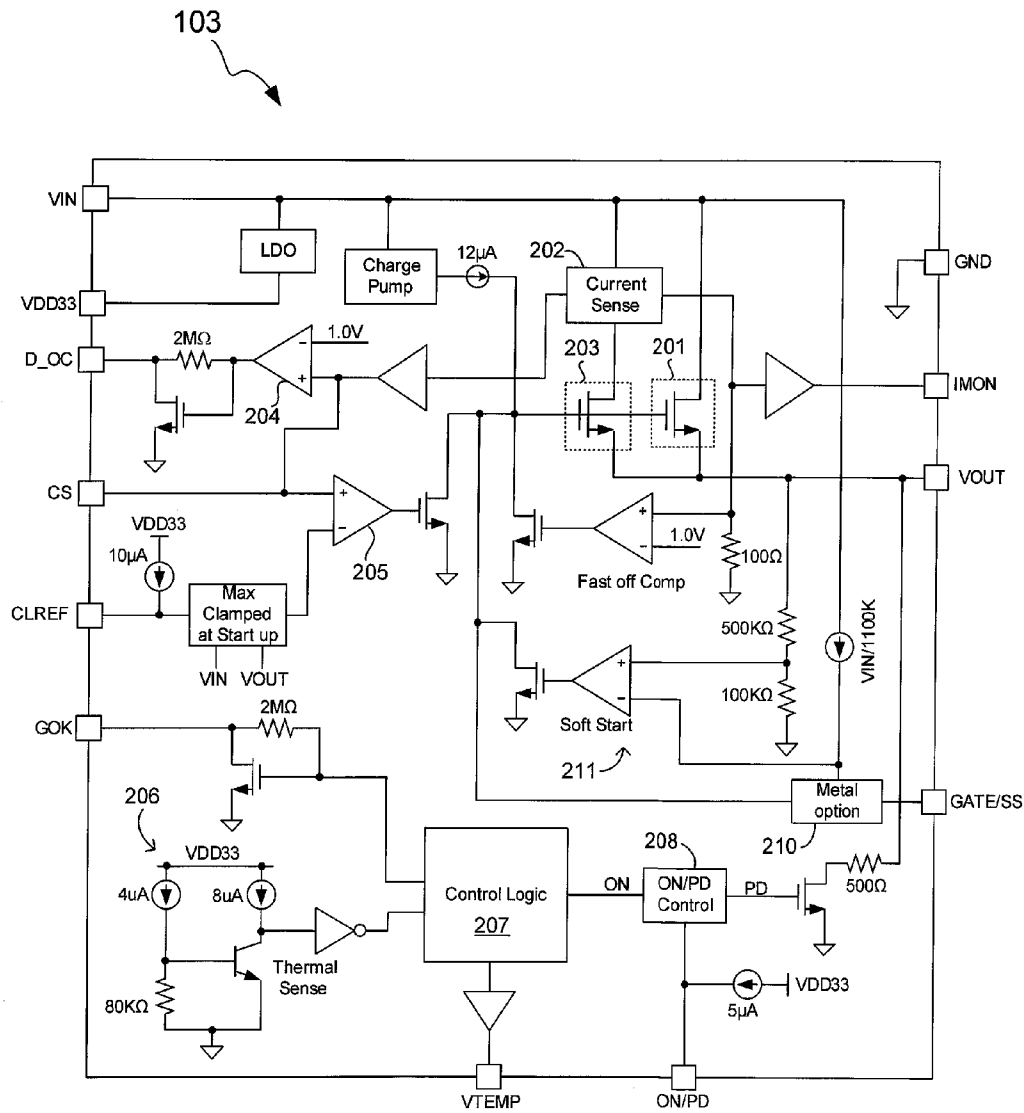 103
VIN
LDO
Charge
Pump
12µA
202
Current
Sense
GND
VDD33
203
201
D_OC
2MΩ
1.0V
204
IMON
CS
205
VOUT
VDD33
10µA
CLREF
Max
Clamped
at Start up
VIN
VOUT
1.0V
Fast off Comp
100Ω
500KΩ
100KΩ
VIN/1100K
GOK
2MΩ
Soft Start
211
Metal
option
210
GATE/SS
206
VDD33
4uA
8uA
Thermal
Sense
80KΩ
Control Logic
207
ON
208
ON/PD
Control
PD
500Ω
5µA
VDD33
VTEMP
ON/PD